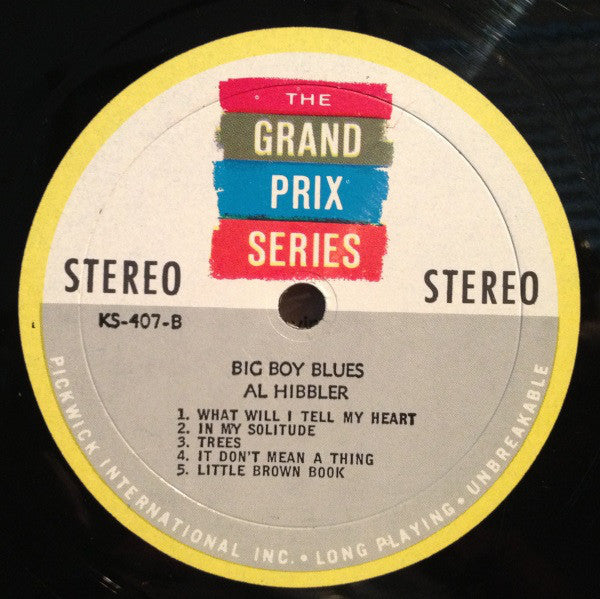 THE
GRAND
PRIX
SERIES
STEREO
STEREO
KS-407-B
BIG BOY BLUES
AL HIBBLER
1. WHAT WILL I TELL MY HEART
2. IN MY SOLITUDE
3. TREES
4. IT DON'T MEAN A THING
5. LITTLE BROWN BOOK
PICKWICK INTERNATIONAL INC. • LONG PLAYING • UNBREAKABLE